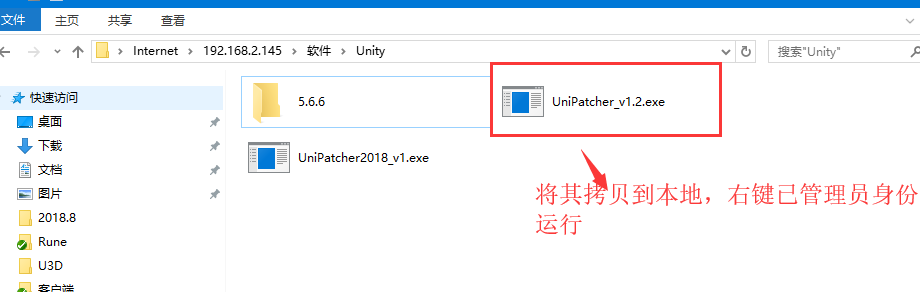 文件 主页 共享 查看
Internet 192.168.2.145 软件 Unity 搜索"Unity"
快速访问
桌面
下载
文档
图片
2018.8
Rune
U3D
客户端
5.6.6 UniPatcher_v1.2.exe
UniPatcher2018_v1.exe
将其拷贝到本地，右键已管理员身份
运行